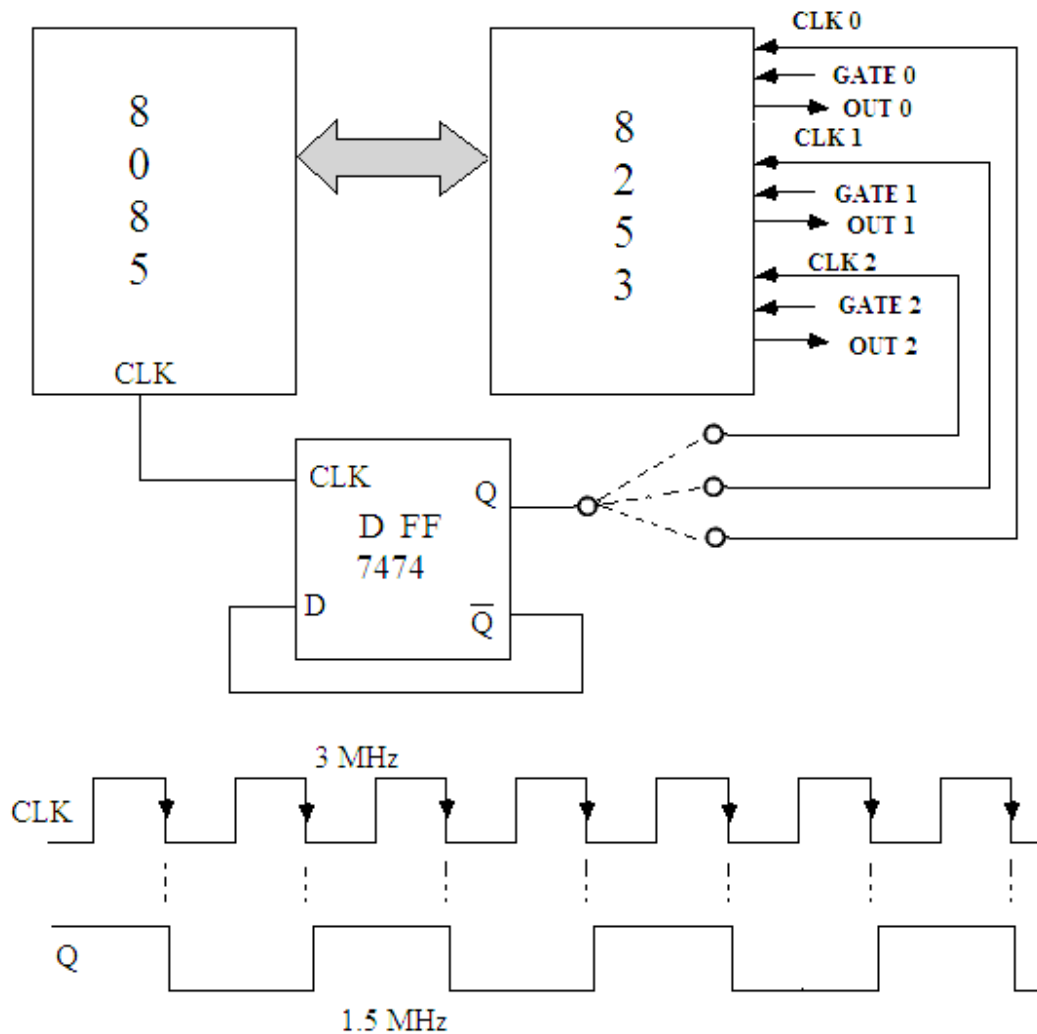 CLK 0
GATE 0
OUT 0
8
0
8
5
8
2
5
3
CLK 1
GATE 1
OUT 1
CLK 2
GATE 2
OUT 2
CLK
CLK
Q
D FF
7474
D
Q̅
3 MHz
CLK
Q
1.5 MHz